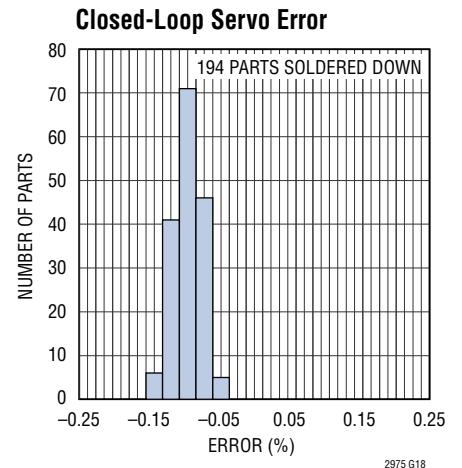 Closed-Loop Servo Error
194 PARTS SOLDERED DOWN
NUMBER OF PARTS
80
70
60
50
40
30
20
10
0
–0.25 –0.15 –0.05 0.05 0.15 0.25
ERROR (%)
2975 G18